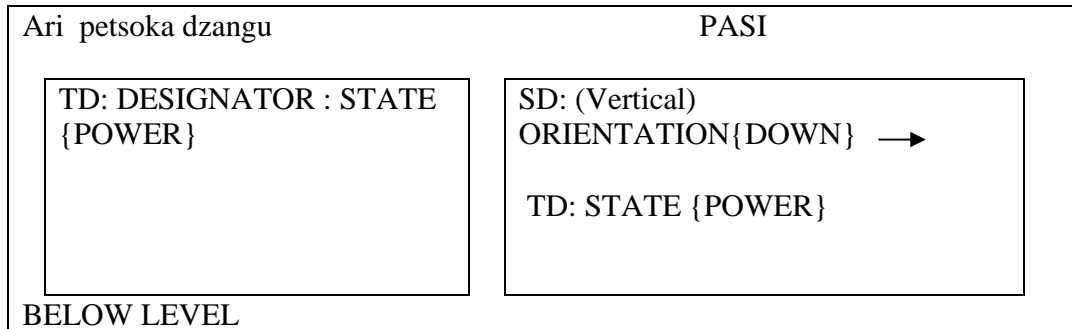 Ari petsoka dzangu PASI
TD: DESIGNATOR : STATE
{POWER}
SD: (Vertical)
ORIENTATION{DOWN} →
TD: STATE {POWER}
BELOW LEVEL